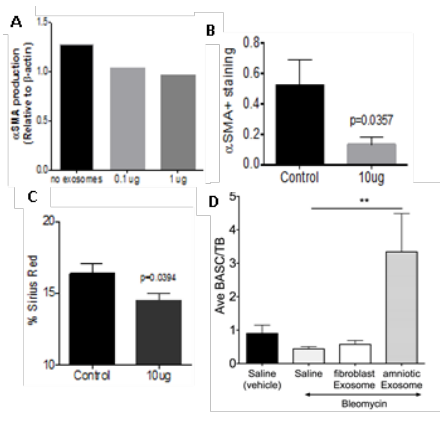 A
αSMA production
(Relative to β-actin)
1.5
1.0
0.5
0.0
no exosomes
0.1 ug
1 ug
B
αSMA+ staining
0.8
0.6
0.4
0.2
0.0
p=0.0357
Control
10ug
C
% Sirius Red
20
15
10
p=0.0394
Control
10ug
D
Ave BASC/TB
5
4
3
2
1
0
**
Saline
(vehicle)
Saline
fibroblast
Exosome
amniotic
Exosome
Bleomycin